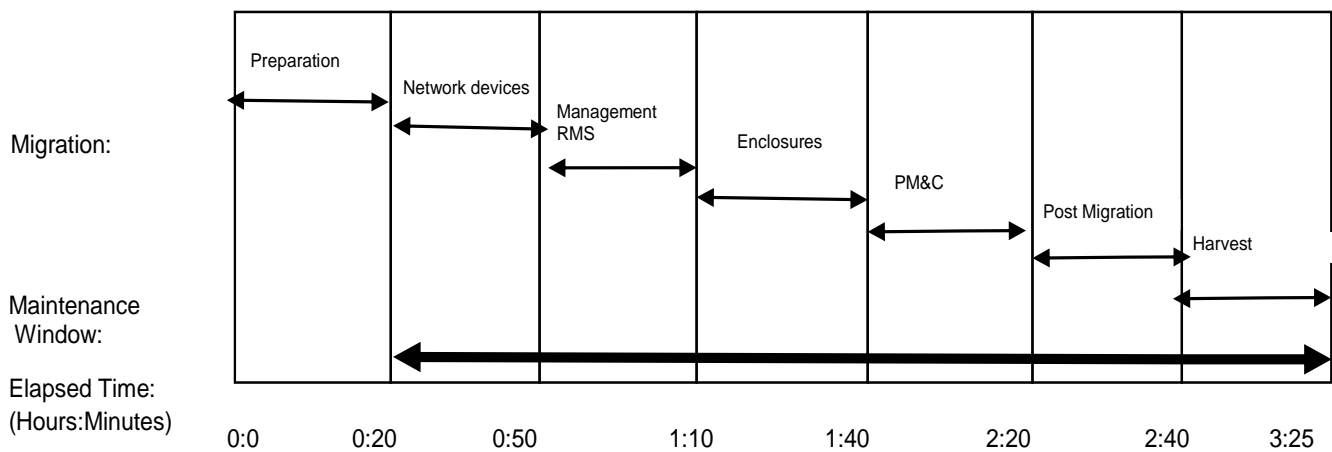 Preparation
Network devices
Management
RMS
Enclosures
PM&C
Post Migration
Harvest
Migration:
Maintenance
Window:
Elapsed Time:
(Hours:Minutes)
0:0 0:20 0:50 1:10 1:40 2:20 2:40 3:25